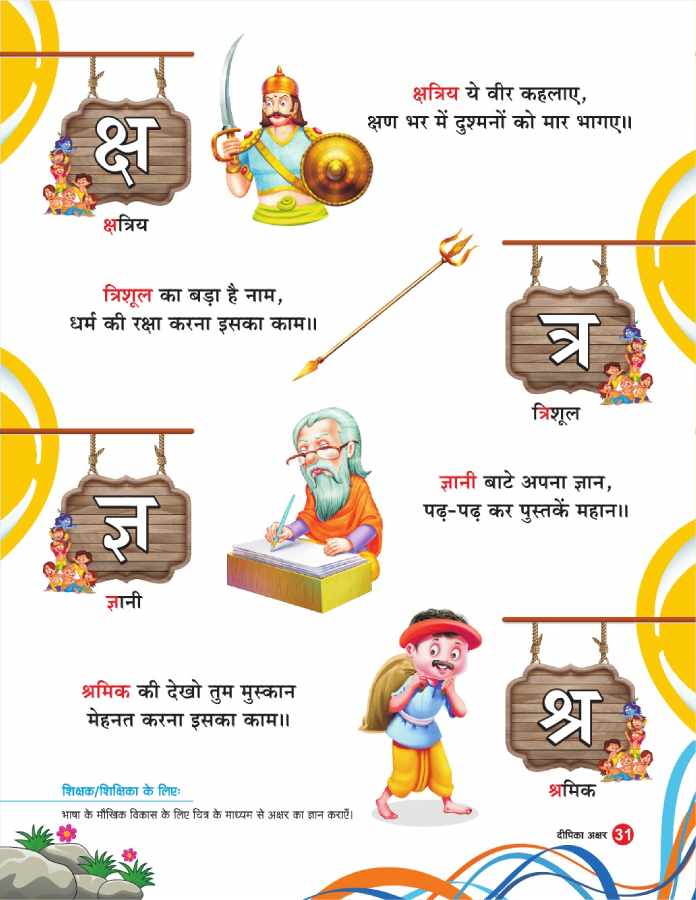 क्ष
क्षत्रिय
क्षत्रिय ये वीर कहलाए,
क्षण भर में दुश्मनों को मार भागए॥
त्रिशूल का बड़ा है नाम,
धर्म की रक्षा करना इसका काम॥
त्र
त्रिशूल
ज्ञ
ज्ञानी
ज्ञानी बाटे अपना ज्ञान,
पढ़-पढ़ कर पुस्तकें महान॥
श्रमिक की देखो तुम मुस्कान
मेहनत करना इसका काम॥
श्र
श्रमिक
शिक्षक/शिक्षिका के लिएः
भाषा के मौखिक विकास के लिए चित्र के माध्यम से अक्षर का ज्ञान कराएँ।
दीपिका अक्षर 31